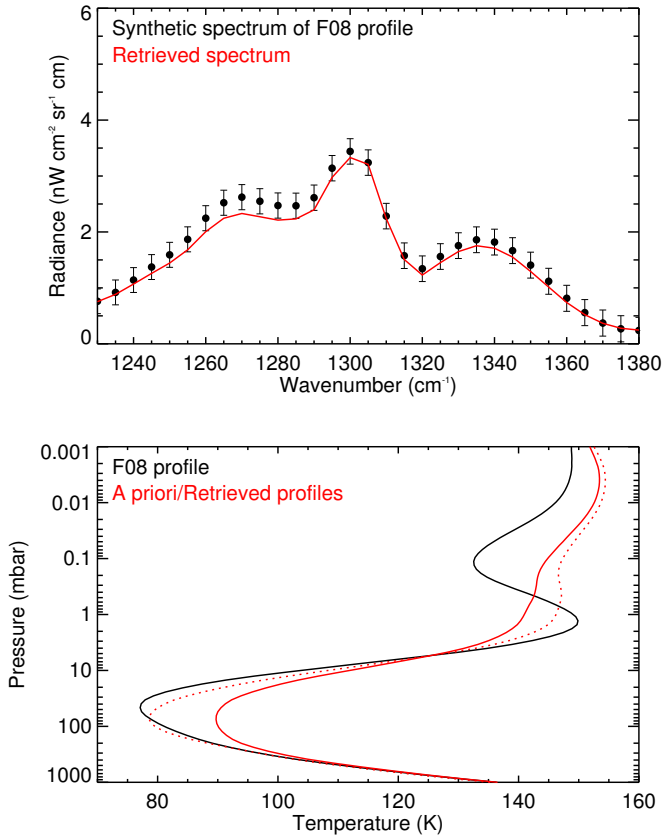 Synthetic spectrum of F08 profile
Retrieved spectrum
6
4
2
0
Radiance (nW cm⁻² sr⁻¹ cm)
1240 1260 1280 1300 1320 1340 1360 1380
Wavenumber (cm⁻¹)
F08 profile
A priori/Retrieved profiles
0.001
0.01
0.1
1
10
100
1000
Pressure (mbar)
80 100 120 140 160
Temperature (K)